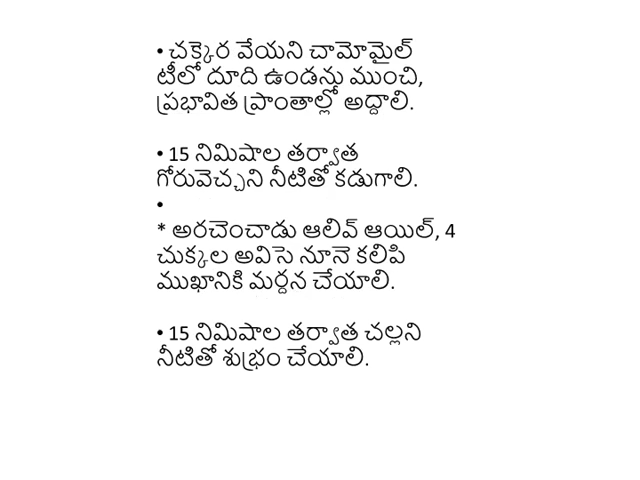 • చక్కెర వేయని చామోమైల్
టీలో దూది ఉండను ముంచి,
ప్రభావిత ప్రాంతాల్లో అద్దాలి.
• 15 నిమిషాల తర్వాత
గోరువెచ్చని నీటితో కడుగాలి.
•
* అరచెంచాడు ఆలివ్ ఆయిల్, 4
చుక్కల అవిసె నూనె కలిపి
ముఖానికి మర్దన చేయాలి.
• 15 నిమిషాల తర్వాత చల్లని
నీటితో శుభ్రం చేయాలి.